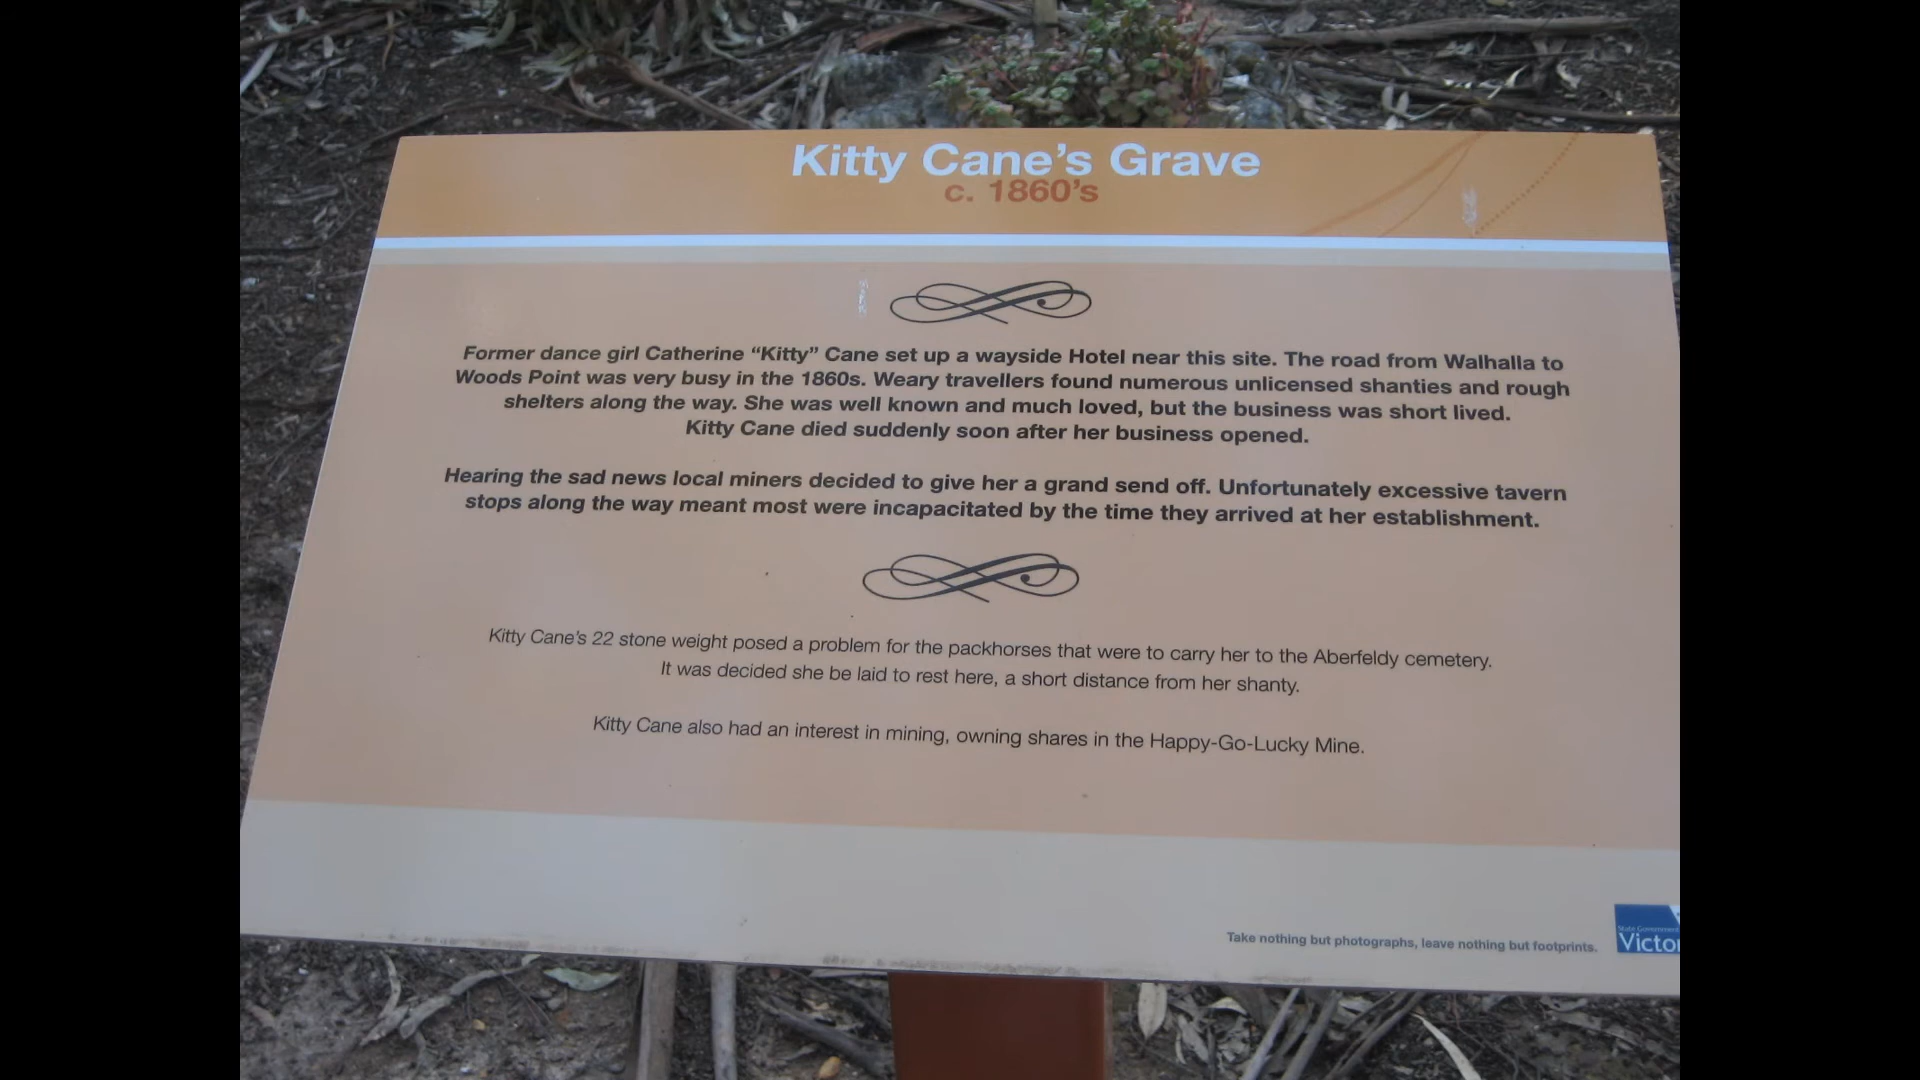 Kitty Cane's Grave
c. 1860's
Former dance girl Catherine “Kitty” Cane set up a wayside Hotel near this site. The road from Walhalla to
Woods Point was very busy in the 1860s. Weary travellers found numerous unlicensed shanties and rough
shelters along the way. She was well known and much loved, but the business was short lived.
Kitty Cane died suddenly soon after her business opened.
Hearing the sad news local miners decided to give her a grand send off. Unfortunately excessive tavern
stops along the way meant most were incapacitated by the time they arrived at her establishment.
Kitty Cane's 22 stone weight posed a problem for the packhorses that were to carry her to the Aberfeldy cemetery.
It was decided she be laid to rest here, a short distance from her shanty.
Kitty Cane also had an interest in mining, owning shares in the Happy-Go-Lucky Mine.
Take nothing but photographs, leave nothing but footprints.
State Government
Victo